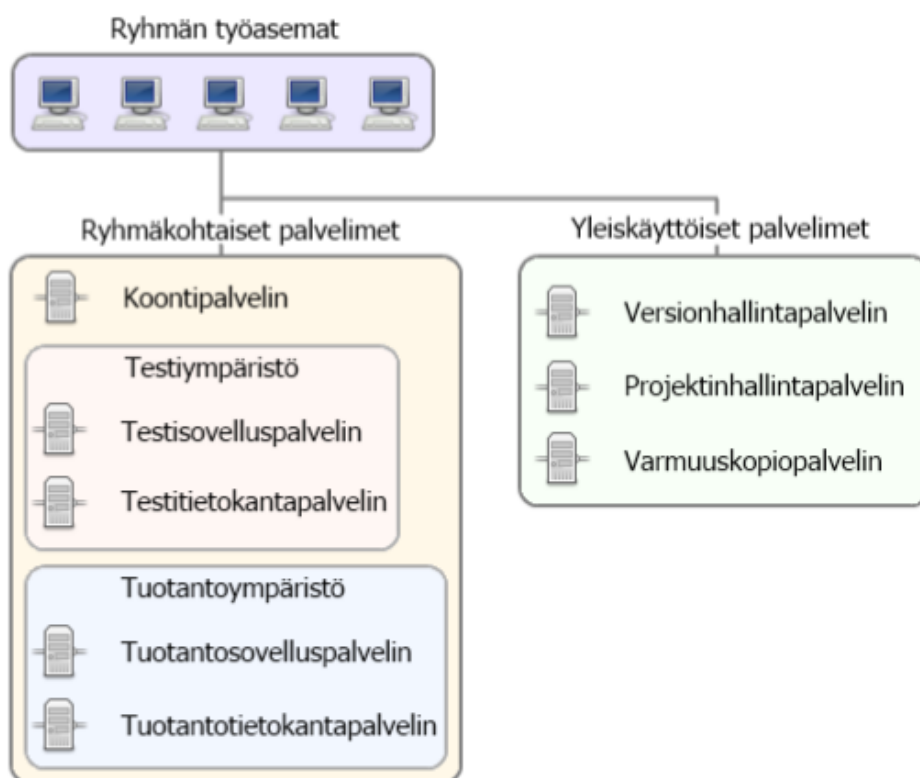 Ryhmän työasemat
Ryhmäkohtaiset palvelimet
Koontipalvelin
Testiympäristö
Testisovelluspalvelin
Testitietokantapalvelin
Tuotantoympäristö
Tuotantosovelluspalvelin
Tuotantotietokantapalvelin
Yleiskäyttöiset palvelimet
Versionhallintapalvelin
Projektinhallintapalvelin
Varmuuskopiopalvelin